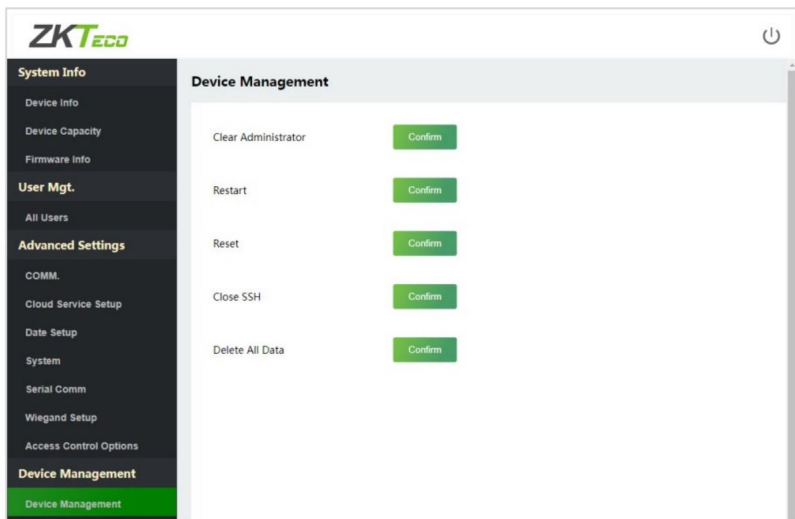 ZKTECO
System Info
Device Info
Device Capacity
Firmware Info
User Mgt.
All Users
Advanced Settings
COMM.
Cloud Service Setup
Date Setup
System
Serial Comm
Wiegand Setup
Access Control Options
Device Management
Device Management
Device Management
Clear Administrator Confirm
Restart Confirm
Reset Confirm
Close SSH Confirm
Delete All Data Confirm